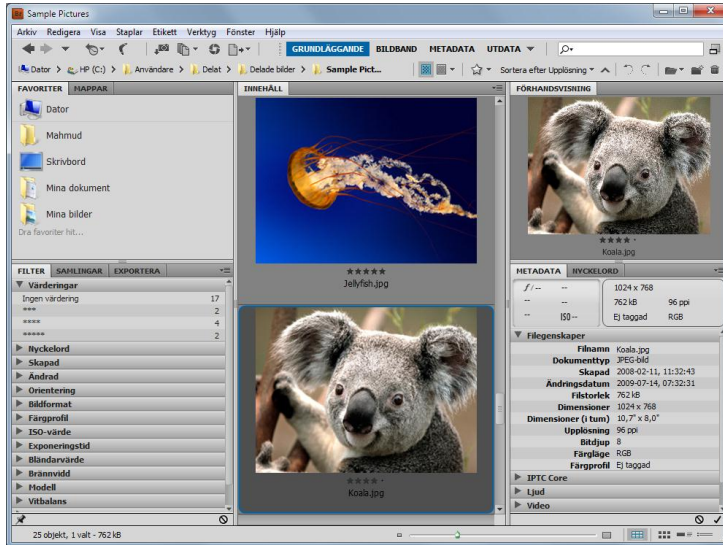 Br Sample Pictures
Arkiv Redigera Visa Staplar Etikett Verktyg Fönster Hjälp
GRUNDLÄGGANDE BILDBAND METADATA UTDATA
Dator > HP (C:) > Användare > Delat > Delade bilder > Sample Pict...
Sortera efter Upplösning
FAVORITER MAPPAR
Dator
Mahmud
Skrivbord
Mina dokument
Mina bilder
Dra favoriter hit...
FILTER SAMLINGAR EXPORTERA
Värderingar
Ingen värdering 17
*** 2
**** 4
***** 2
Nyckelord
Skapad
Ändrad
Orientering
Bildformat
Färgprofil
ISO-värde
Exponeringstid
Bländarvärde
Brännvidd
Modell
Vitbalans
INNEHÅLL
Jellyfish.jpg
Koala.jpg
FÖRHANDSVISNING
Koala.jpg
METADATA NYCKELORD
f/-- --
-- --
-- ISO--
1024 x 768
762 kB 96 ppi
Ej taggad RGB
Filegenskaper
Filnamn Koala.jpg
Dokumenttyp JPEG-bild
Skapad 2008-02-11, 11:32:43
Ändringsdatum 2009-07-14, 07:32:31
Filstorlek 762 kB
Dimensioner 1024 x 768
Dimensioner (i tum) 10,7" x 8,0"
Upplösning 96 ppi
Bitdjup 8
Färgläge RGB
Färgprofil Ej taggad
IPTC Core
Ljud
Video
25 objekt, 1 valt - 762 kB